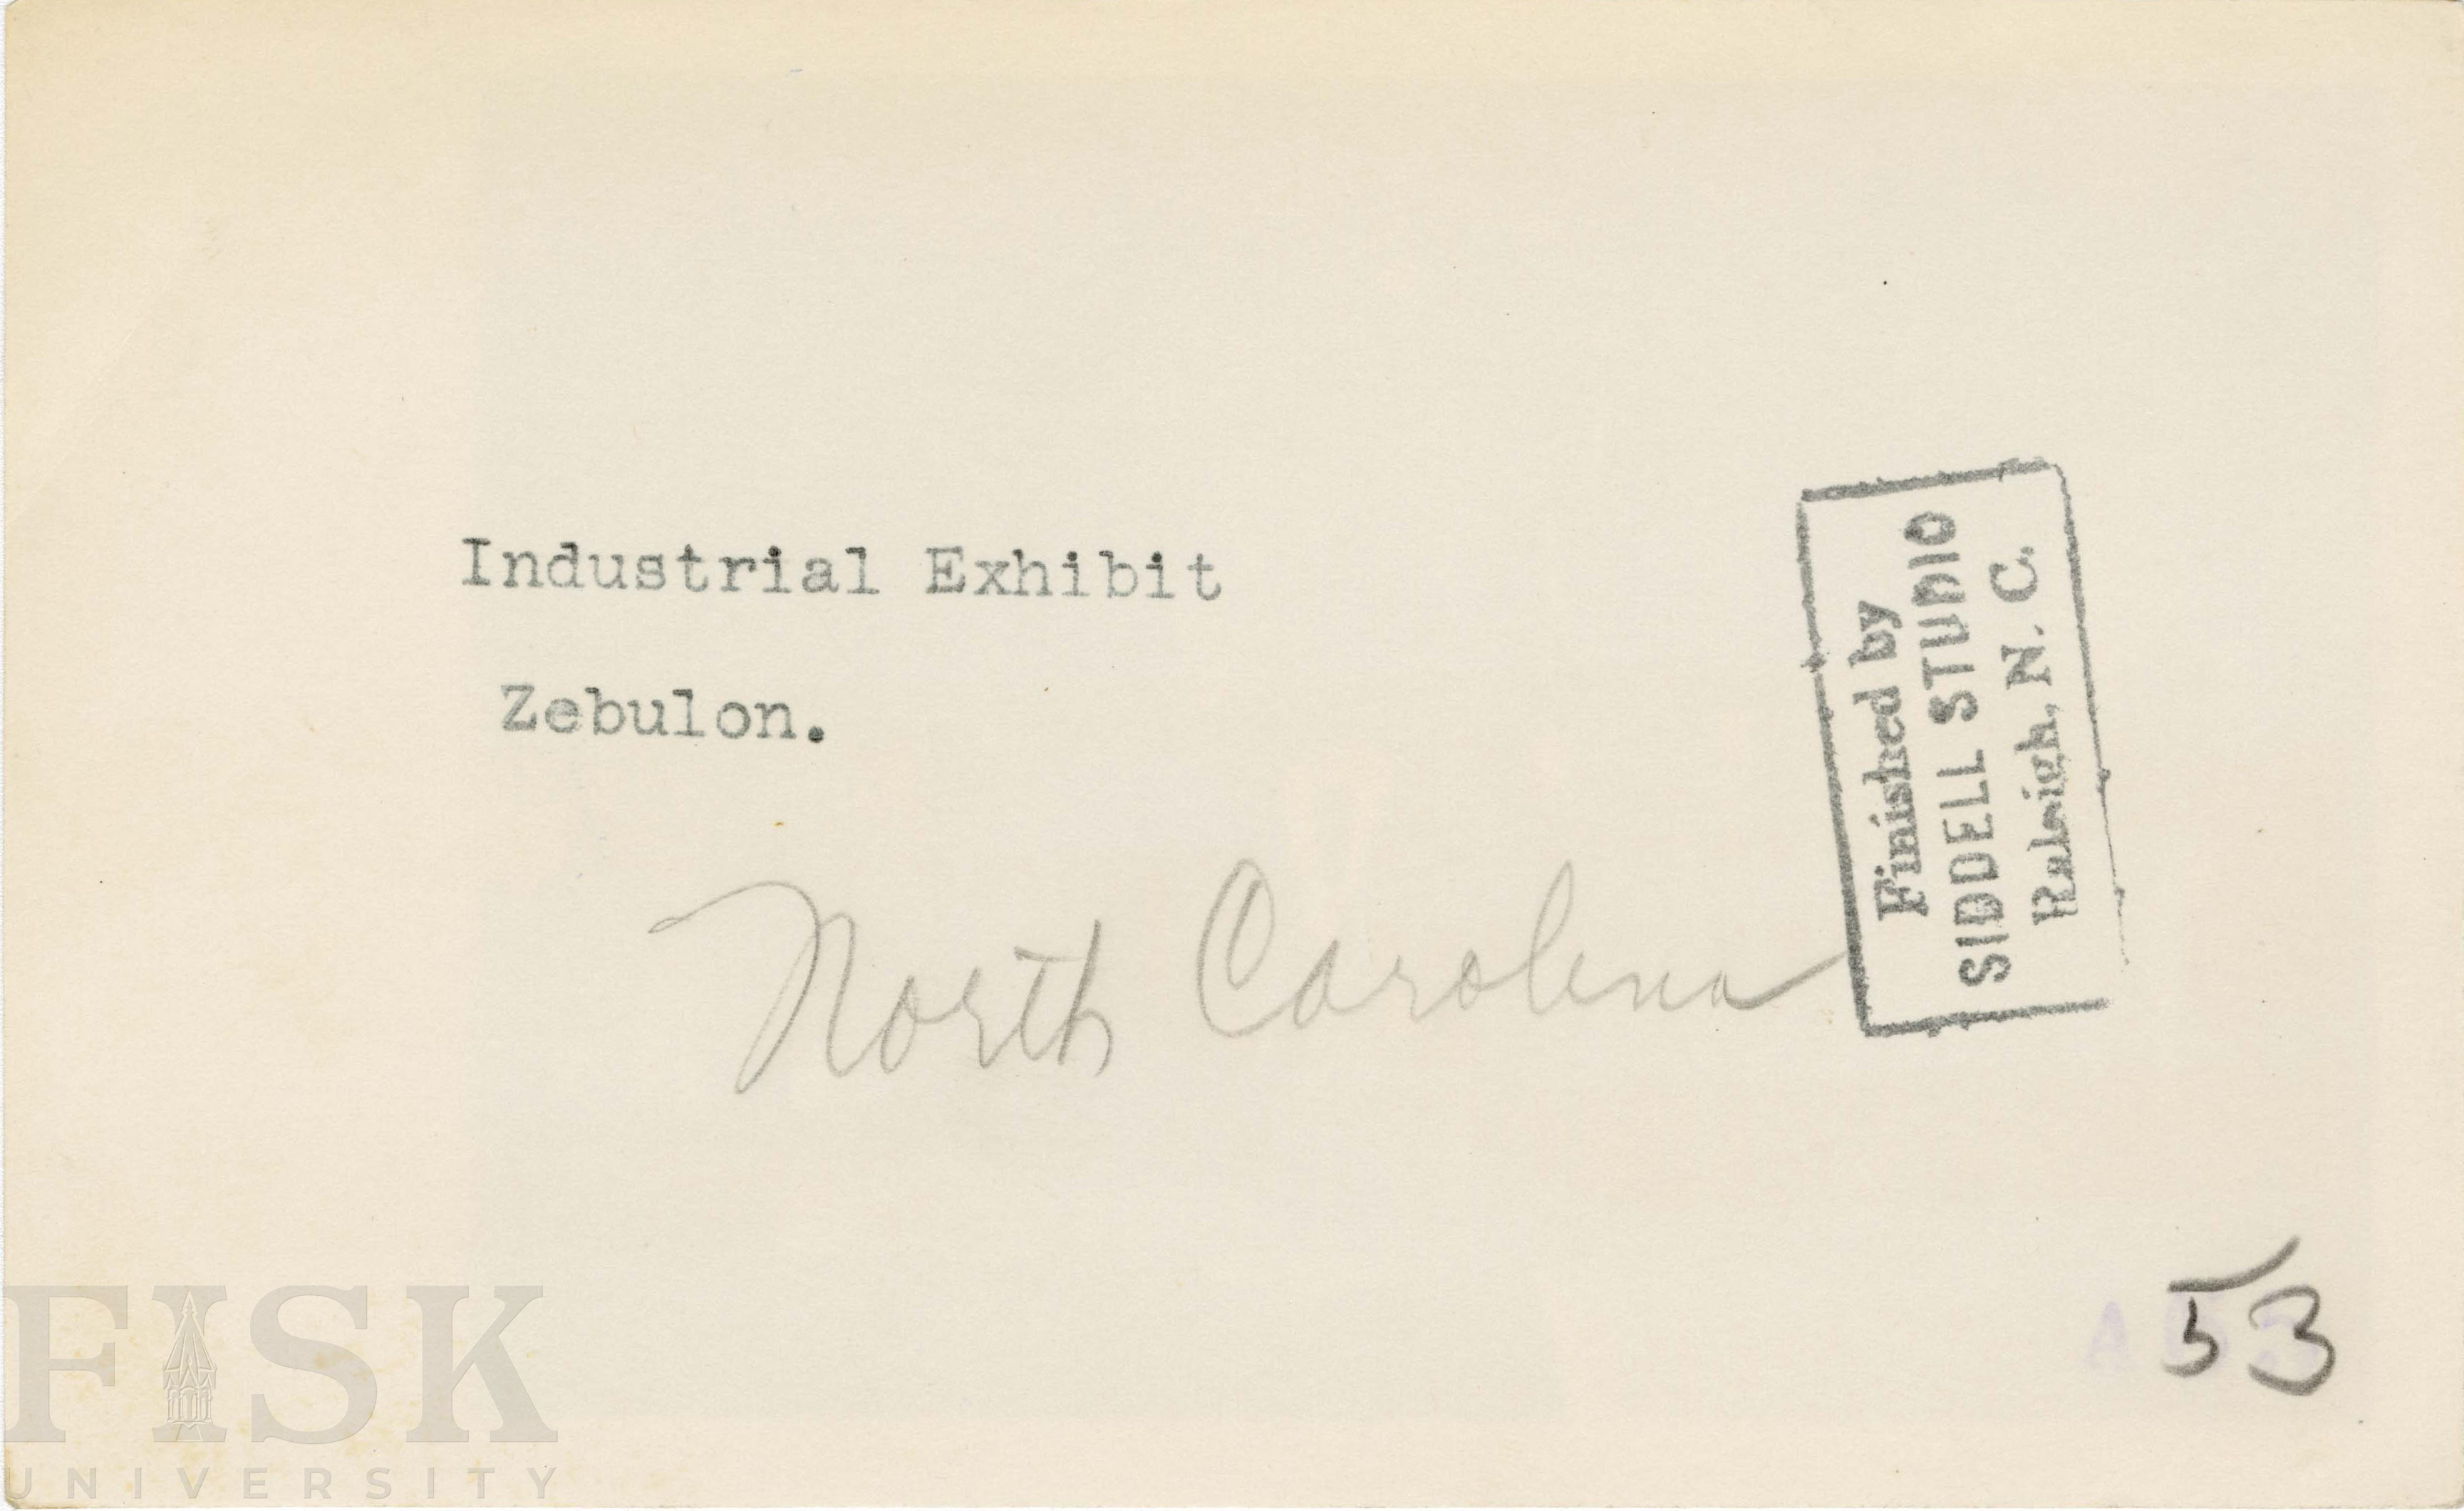 Industrial Exhibit
Zebulon.
North Carolina
Finished by
SIDDELL STUDIO
Raleigh, N. C.
53
FISK
UNIVERSITY